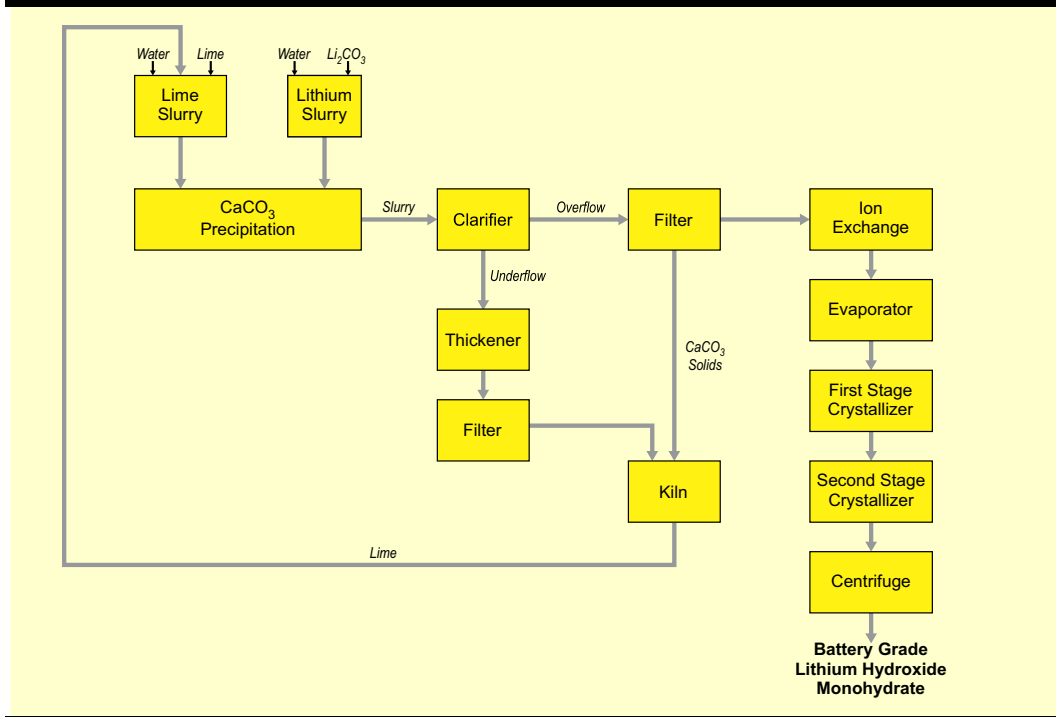 Water
Lime
Water
Li2CO3
Lime
Slurry
Lithium
Slurry
CaCO3
Precipitation
Slurry
Clarifier
Overflow
Filter
Ion
Exchange
Underflow
Evaporator
Thickener
CaCO3
Solids
First Stage
Crystallizer
Filter
Kiln
Second Stage
Crystallizer
Lime
Centrifuge
Battery Grade
Lithium Hydroxide
Monohydrate